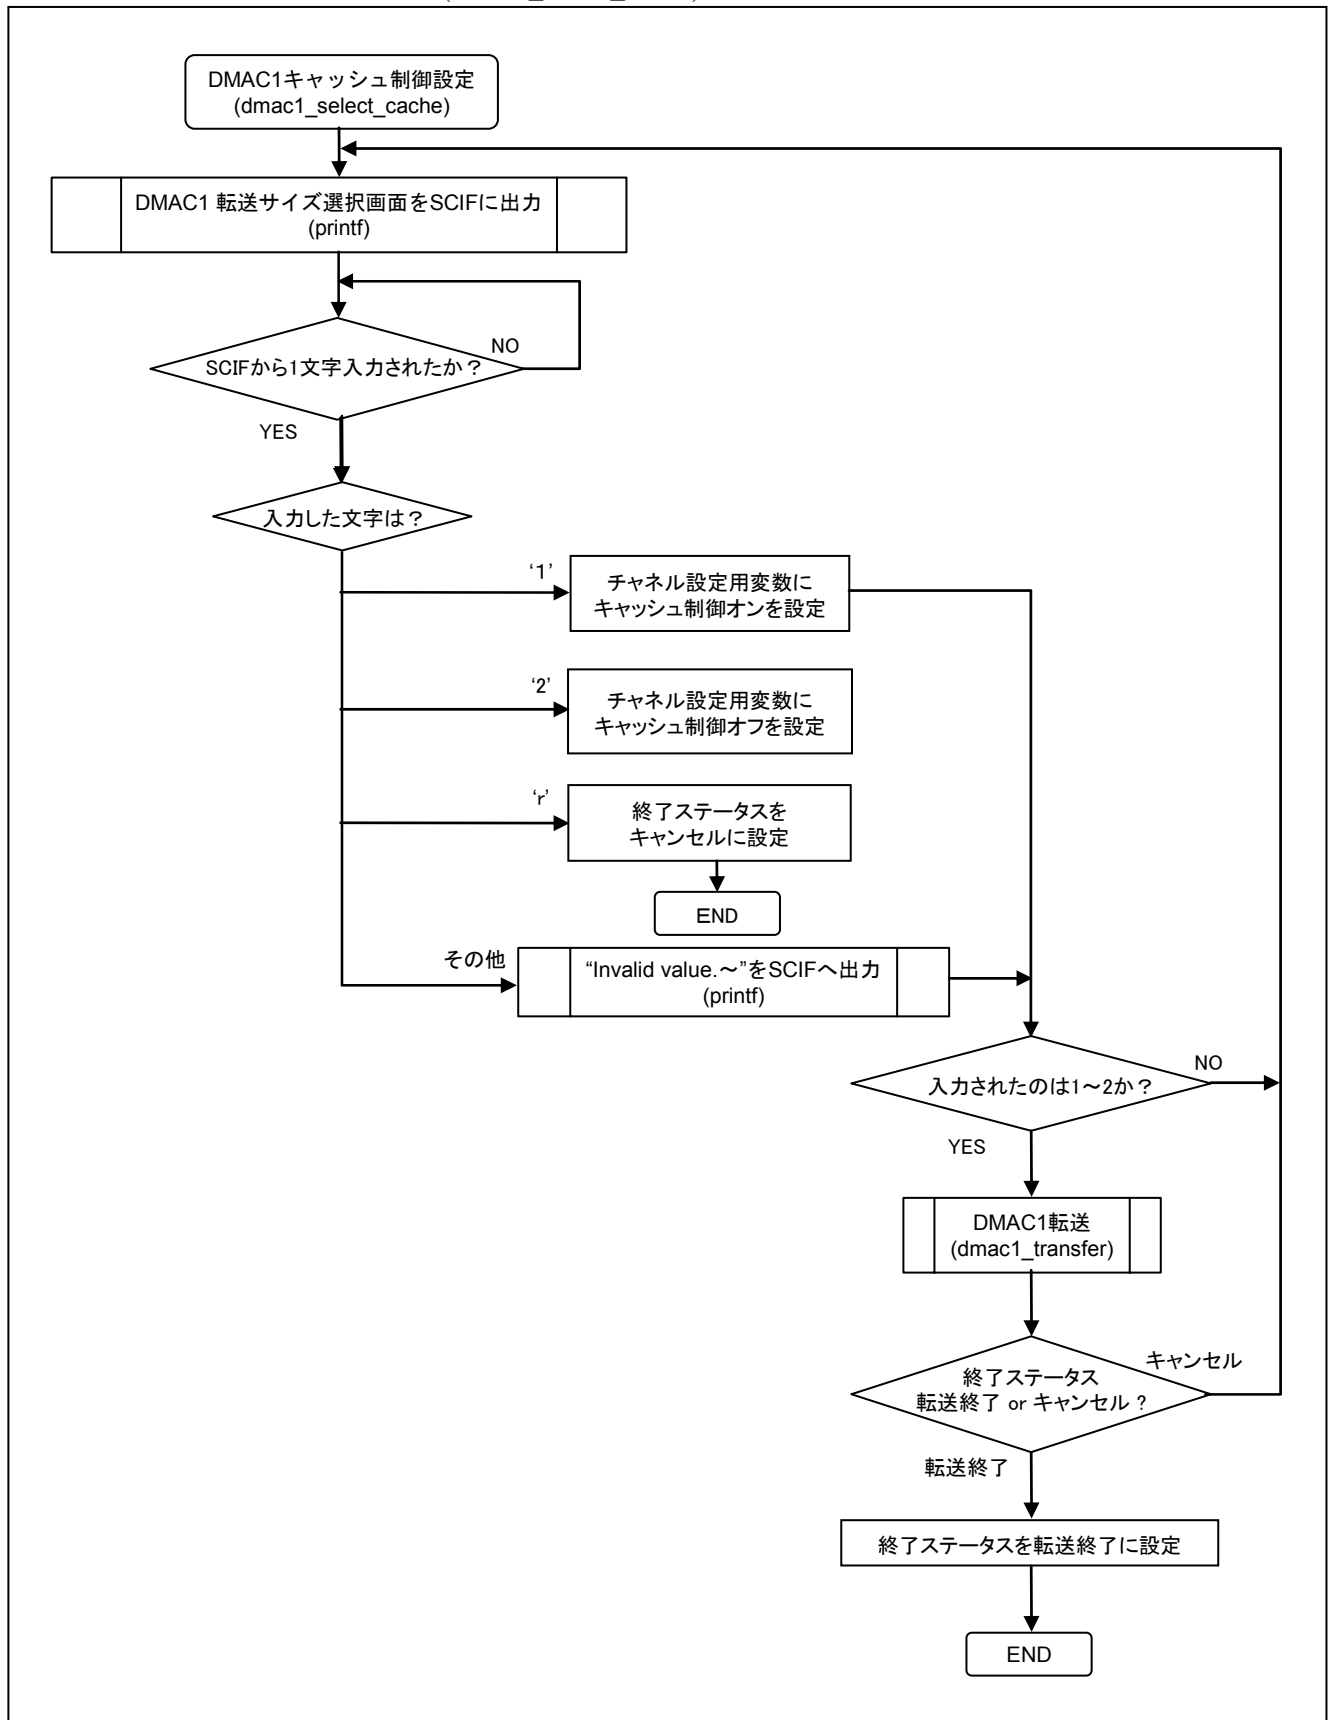 DMAC1キャッシュ制御設定
(dmac1_select_cache)
DMAC1 転送サイズ選択画面をSCIFに出力
(printf)
SCIFから1文字入力されたか？
NO
YES
入力した文字は？
‘1’
チャネル設定用変数に
キャッシュ制御オンを設定
‘2’
チャネル設定用変数に
キャッシュ制御オフを設定
‘r’
終了ステータスを
キャンセルに設定
END
その他
“Invalid value.～”をSCIFへ出力
(printf)
入力されたのは1～2か？
NO
YES
DMAC1転送
(dmac1_transfer)
終了ステータス
転送終了 or キャンセル ?
キャンセル
転送終了
終了ステータスを転送終了に設定
END